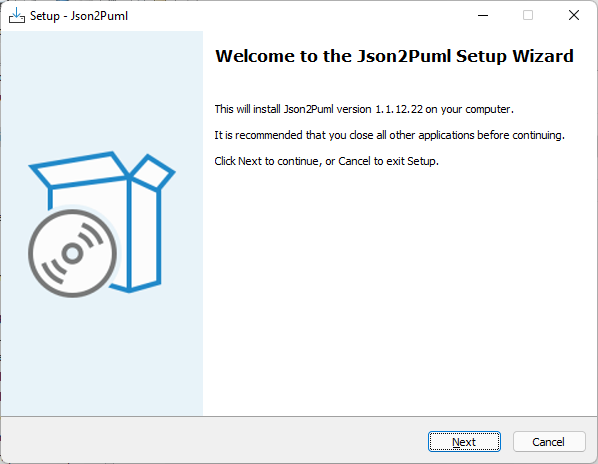 Setup - Json2Puml
Welcome to the Json2Puml Setup Wizard
This will install Json2Puml version 1.1.12.22 on your computer.
It is recommended that you close all other applications before continuing.
Click Next to continue, or Cancel to exit Setup.
Next
Cancel